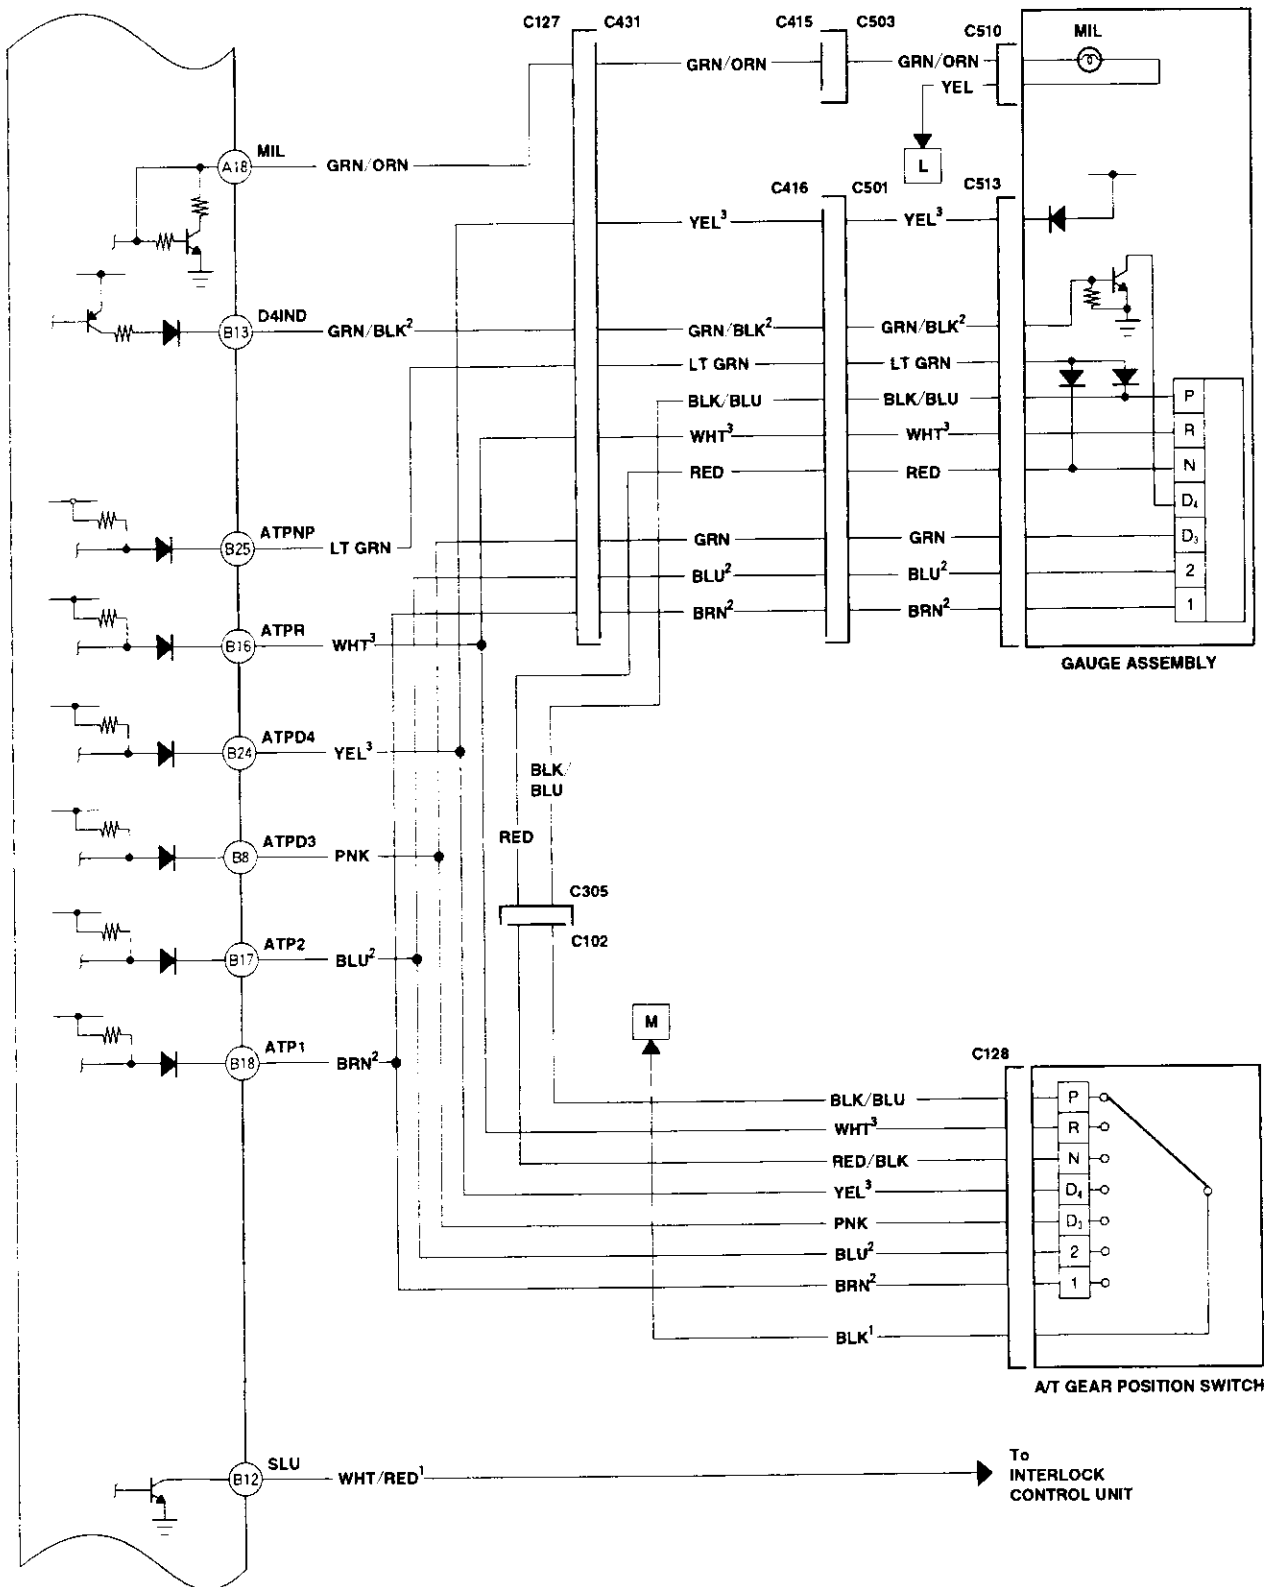 C127 C431 C415 C503 C510 MIL
GRN/ORN GRN/ORN
YEL
A18 MIL GRN/ORN
L
C416 C501 C513
YEL³ YEL³
B13 D4IND GRN/BLK² GRN/BLK² GRN/BLK²
LT GRN LT GRN
BLK/BLU BLK/BLU P
WHT³ WHT³ R
RED RED N
D₄
GRN GRN D₃
BLU² BLU² 2
BRN² BRN² 1
GAUGE ASSEMBLY
B25 ATPNP LT GRN
B16 ATPR WHT³
B24 ATPD4 YEL³
BLK/
BLU
RED
B8 ATPD3 PNK
C305
C102
B17 ATP2 BLU²
M
B18 ATP1 BRN²
C128
BLK/BLU P
WHT³ R
RED/BLK N
YEL³ D₄
PNK D₃
BLU² 2
BRN² 1
BLK¹
A/T GEAR POSITION SWITCH
B12 SLU WHT/RED¹
To
INTERLOCK
CONTROL UNIT